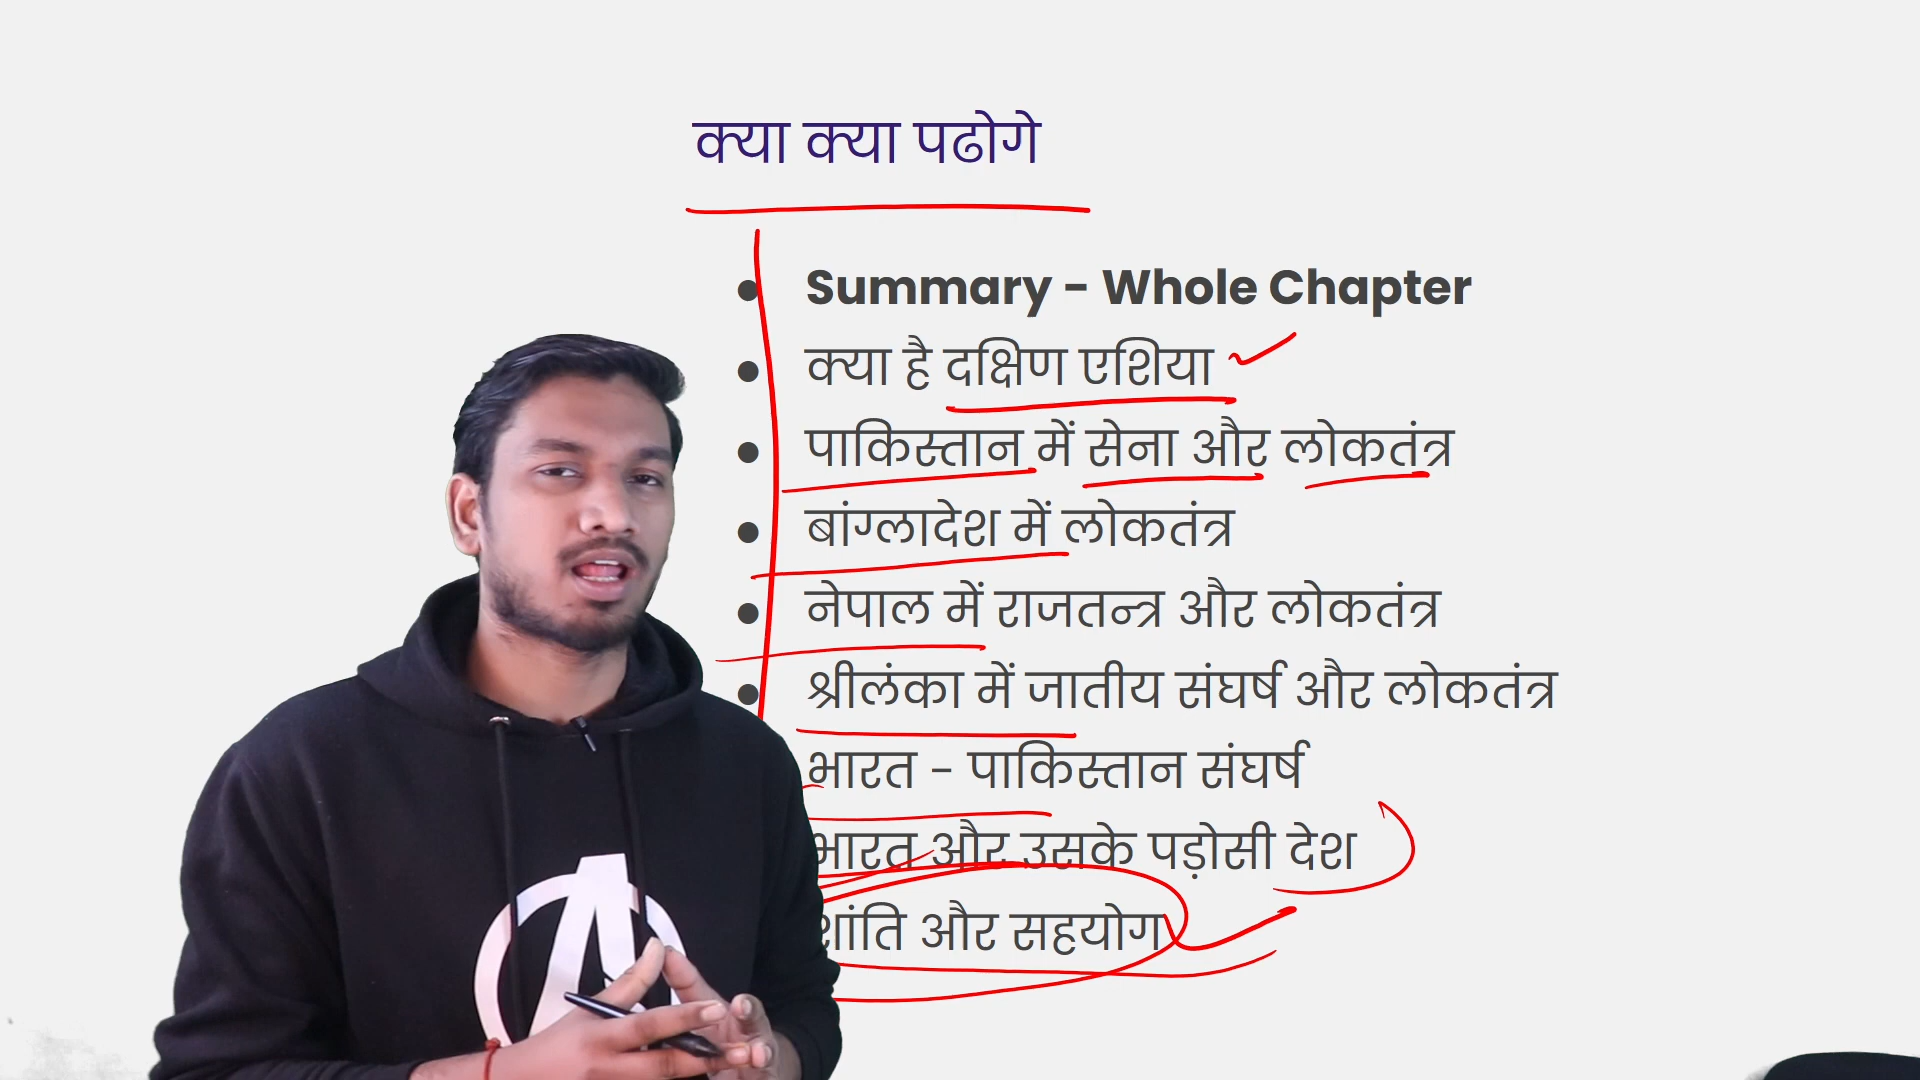 क्या क्या पढोगे
Summary - Whole Chapter
क्या है दक्षिण एशिया
पाकिस्तान में सेना और लोकतंत्र
बांग्लादेश में लोकतंत्र
नेपाल में राजतन्त्र और लोकतंत्र
श्रीलंका में जातीय संघर्ष और लोकतंत्र
भारत - पाकिस्तान संघर्ष
भारत और उसके पड़ोसी देश
शांति और सहयोग